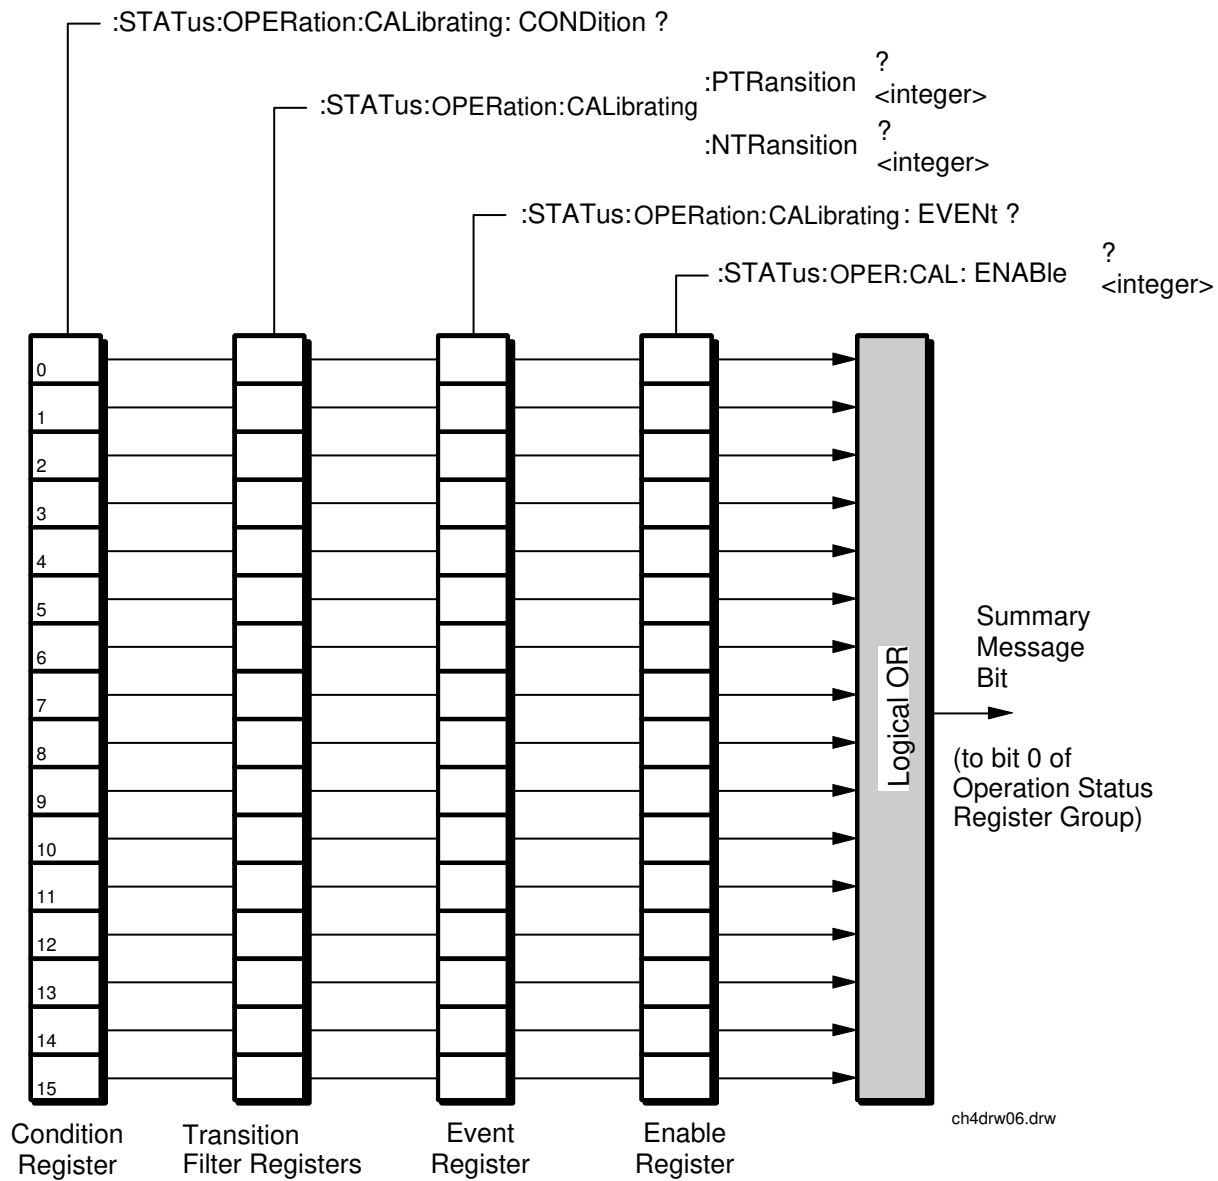 :STATus:OPERation:CALibrating: CONDition ?
:STATus:OPERation:CALibrating
:PTRansition
?
<integer>
:NTRansition
?
<integer>
:STATus:OPERation:CALibrating: EVENt ?
:STATus:OPER:CAL: ENABle
?
<integer>
0
1
2
3
4
5
6
7
8
9
10
11
12
13
14
15
Logical OR
Summary
Message
Bit
(to bit 0 of
Operation Status
Register Group)
ch4drw06.drw
Condition
Register
Transition
Filter Registers
Event
Register
Enable
Register